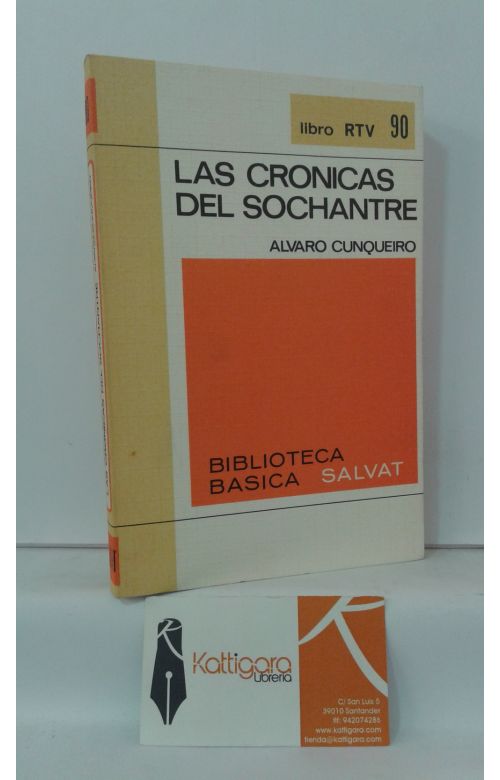 libro RTV 90
LAS CRONICAS
DEL SOCHANTRE
ALVARO CUNQUEIRO
BIBLIOTECA
BASICA SALVAT
Kattigara
Librería
C/ San Luis 5
39010 Santander
tlf: 942074286
www.kattigara.com
tienda@kattigara.com